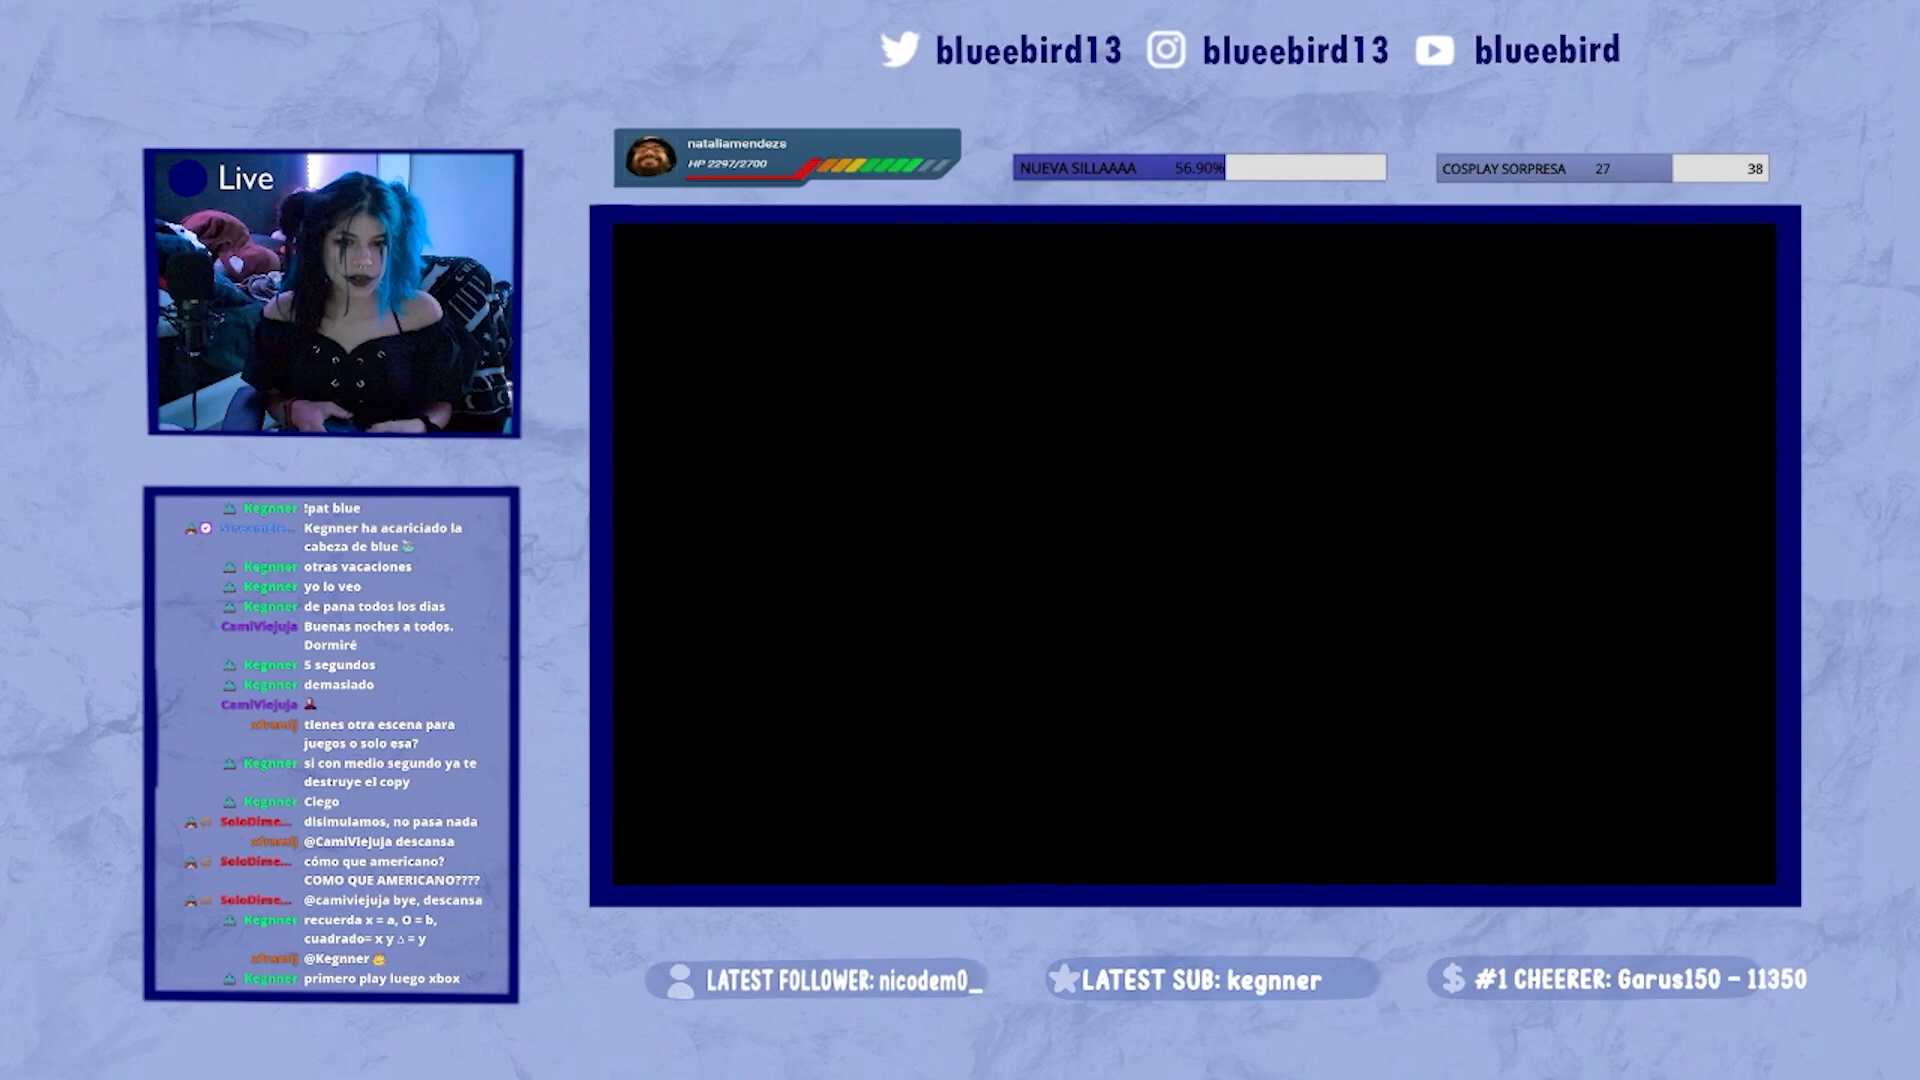 blueebird13 blueebird13 blueebird
nataliamendezs
HP 2297/2700
NUEVA SILLAAAA 56.90%
COSPLAY SORPRESA 27 38
Live
Kegnner !pat blue
StreamEle... Kegnner ha acariciado la
cabeza de blue
Kegnner otras vacaciones
Kegnner yo lo veo
Kegnner de pana todos los dias
CamiViejuja Buenas noches a todos.
Dormiré
Kegnner 5 segundos
Kegnner demasiado
CamiViejuja
tienes otra escena para
juegos o solo esa?
Kegnner si con medio segundo ya te
destruye el copy
Kegnner Ciego
SoloDime... disimulamos, no pasa nada
@CamiViejuja descansa
SoloDime... cómo que americano?
COMO QUE AMERICANO????
SoloDime... @camiviejuja bye, descansa
Kegnner recuerda x = a, O = b,
cuadrado= x y △ = y
@Kegnner
Kegnner primero play luego xbox
LATEST FOLLOWER: nicodem0_
LATEST SUB: kegnner
#1 CHEERER: Garus150 - 11350